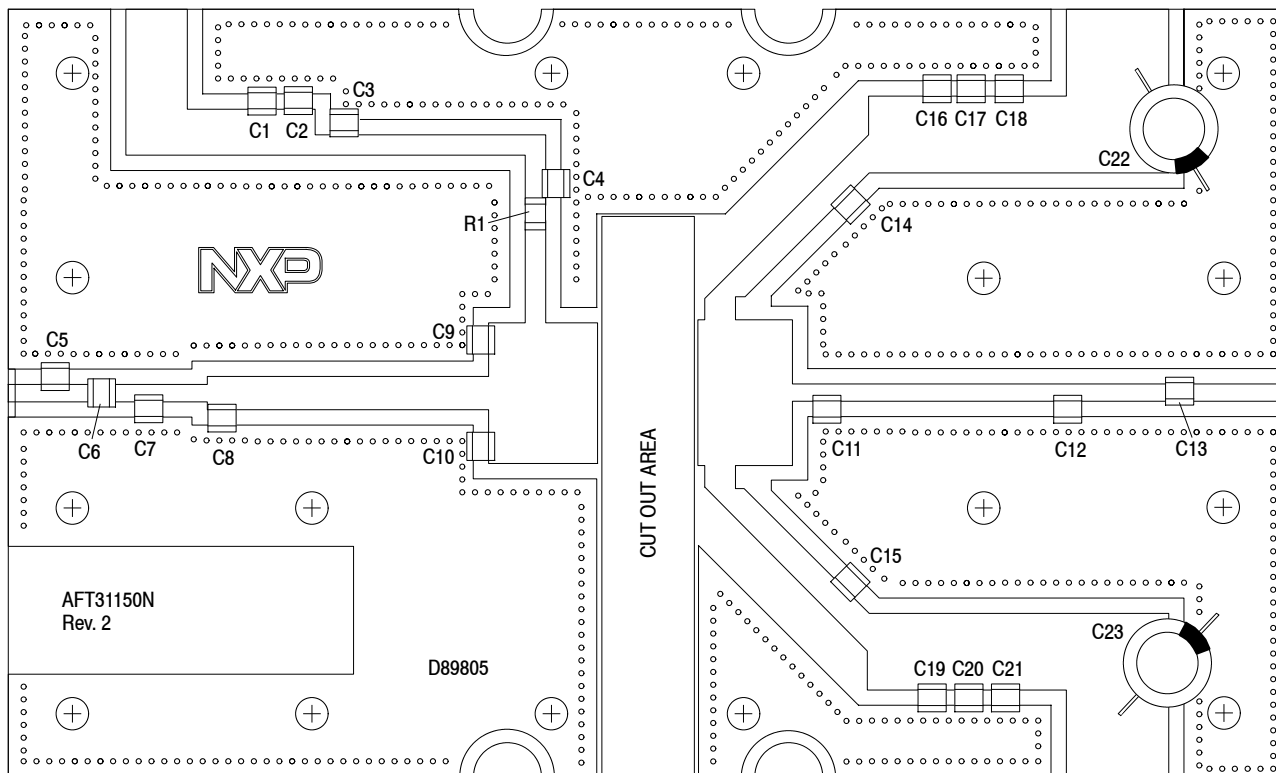 C3
C1 C2
C16 C17 C18
C22
C4
R1
C14
NXP
C9
C5
C6 C7 C8
C10
C11 C12 C13
CUT OUT AREA
C15
AFT31150N
Rev. 2
C23
D89805
C19 C20 C21